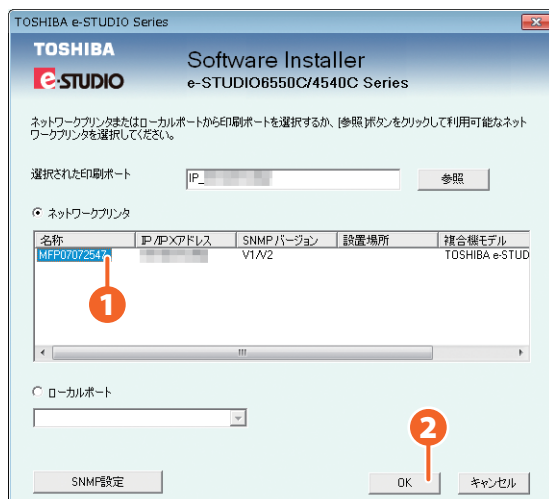 TOSHIBA e-STUDIO Series
TOSHIBA
e-STUDIO
Software Installer
e-STUDIO6550C/4540C Series
ネットワークプリンタまたはローカルポートから印刷ポートを選択するか、[参照]ボタンをクリックして利用可能なネット
ワークプリンタを選択してください。
選択された印刷ポート
IP_
参照
ネットワークプリンタ
名称 IP/IPXアドレス SNMPバージョン 設置場所 複合機モデル
MFP07072547 V1/V2 TOSHIBA e-STUD
1
ローカルポート
2
SNMP設定 OK キャンセル